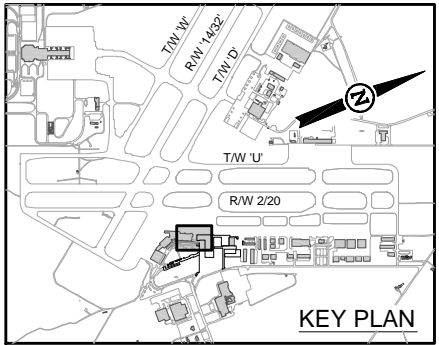 T/W 'W'
R/W '14/32'
T/W 'D'
N
T/W 'U'
R/W 2/20
KEY PLAN